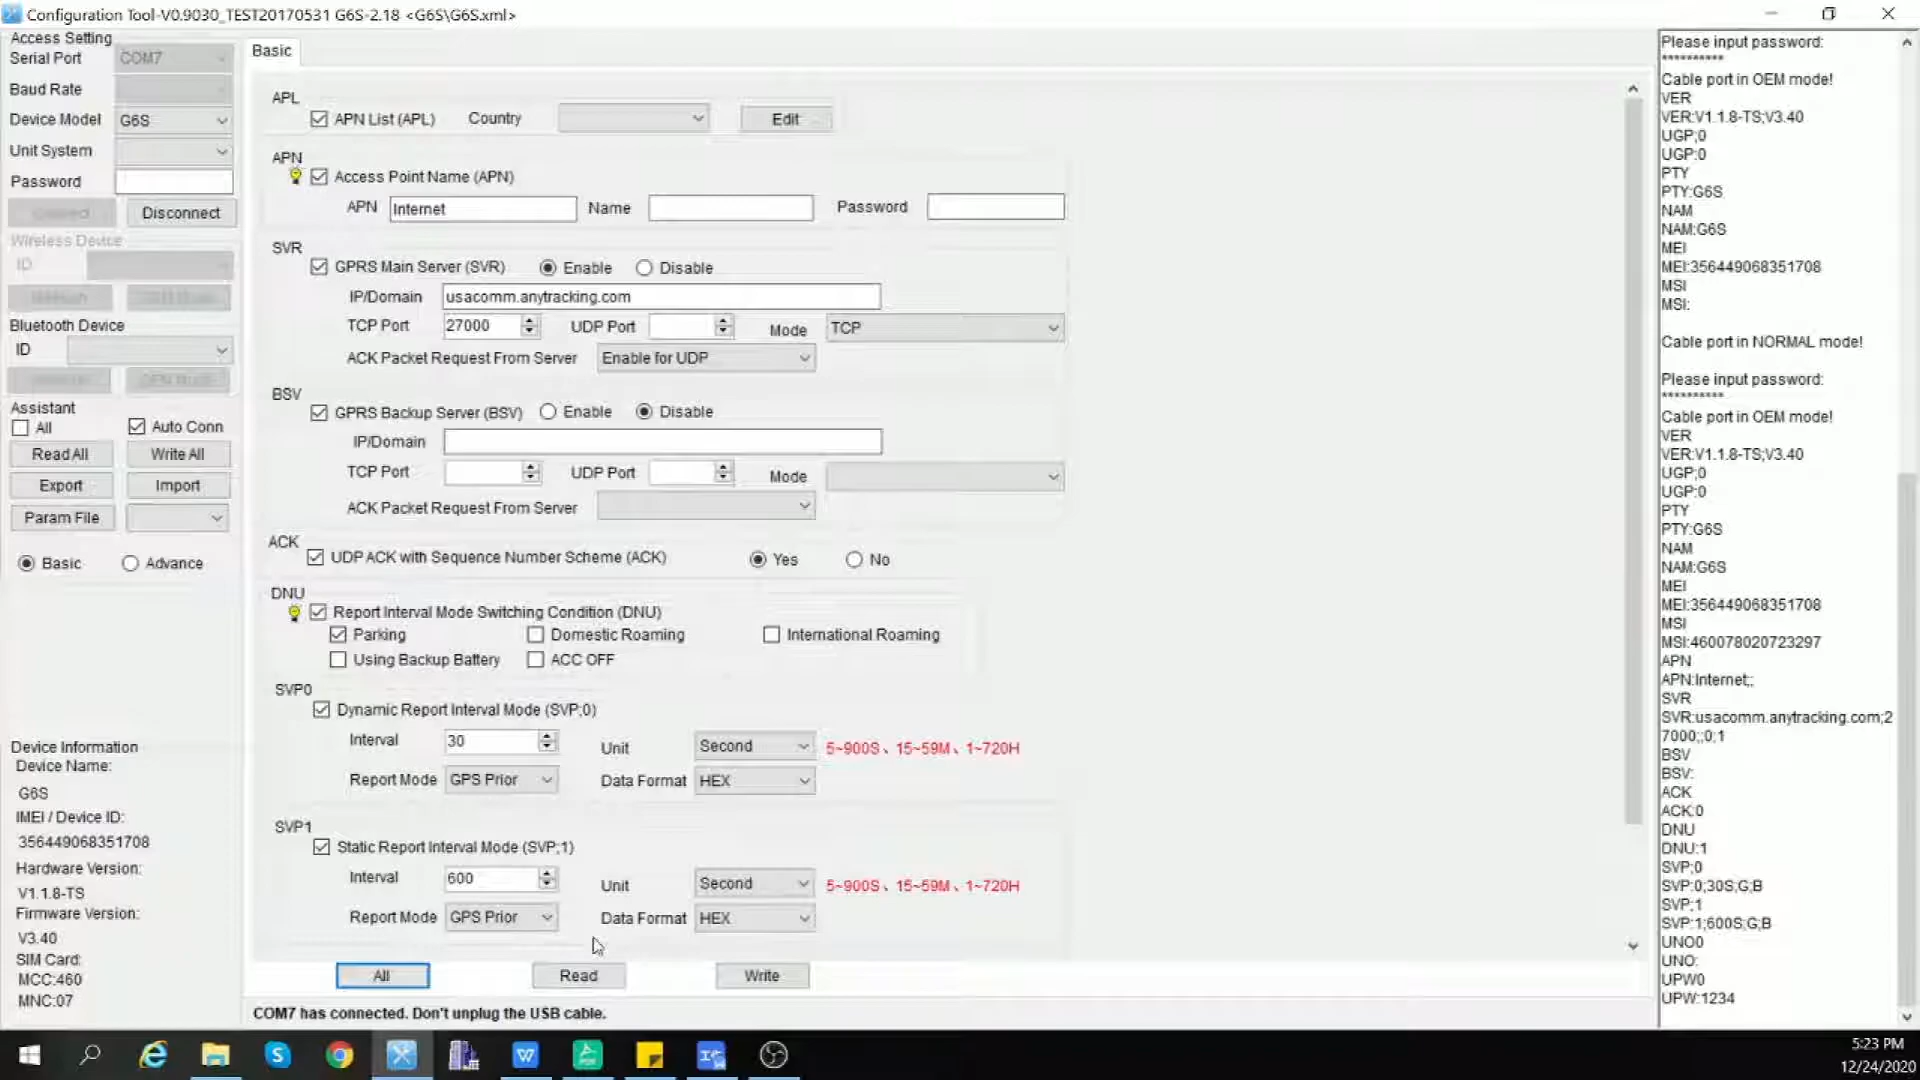 Configuration Tool-V0.9030_TEST20170531 G6S-2.18 <G6S\G6S.xml>
Access Setting
Serial Port COM7
Baud Rate
Device Model G6S
Unit System
Password
Connect Disconnect
Wireless Device
ID
Bluetooth Device
ID
Assistant
All Auto Conn
Read All Write All
Export Import
Param File
Basic Advance
Device Information
Device Name:
G6S
IMEI / Device ID:
356449068351708
Hardware Version:
V1.1.8-TS
Firmware Version:
V3.40
SIM Card:
MCC:460
MNC:07
Basic
APL
APN List (APL) Country Edit
APN
Access Point Name (APN)
APN Internet Name Password
SVR
GPRS Main Server (SVR) Enable Disable
IP/Domain usacomm.anytracking.com
TCP Port 27000 UDP Port Mode TCP
ACK Packet Request From Server Enable for UDP
BSV
GPRS Backup Server (BSV) Enable Disable
IP/Domain
TCP Port UDP Port Mode
ACK Packet Request From Server
ACK
UDP ACK with Sequence Number Scheme (ACK) Yes No
DNU
Report Interval Mode Switching Condition (DNU)
Parking Domestic Roaming International Roaming
Using Backup Battery ACC OFF
SVP0
Dynamic Report Interval Mode (SVP;0)
Interval 30 Unit Second 5~900S、15~59M、1~720H
Report Mode GPS Prior Data Format HEX
SVP1
Static Report Interval Mode (SVP;1)
Interval 600 Unit Second 5~900S、15~59M、1~720H
Report Mode GPS Prior Data Format HEX
All Read Write
COM7 has connected. Don't unplug the USB cable.
Please input password:
**********
Cable port in OEM mode!
VER
VER:V1.1.8-TS;V3.40
UGP;0
UGP:0
PTY
PTY:G6S
NAM
NAM:G6S
MEI
MEI:356449068351708
MSI
MSI:
Cable port in NORMAL mode!
Please input password:
**********
Cable port in OEM mode!
VER
VER:V1.1.8-TS;V3.40
UGP;0
UGP:0
PTY
PTY:G6S
NAM
NAM:G6S
MEI
MEI:356449068351708
MSI
MSI:460078020723297
APN
APN:Internet;;
SVR
SVR:usacomm.anytracking.com;2
7000;;0;1
BSV
BSV:
ACK
ACK:0
DNU
DNU:1
SVP;0
SVP:0;30S;G;B
SVP;1
SVP:1;600S;G;B
UNO0
UNO:
UPW0
UPW:1234
5:23 PM
12/24/2020